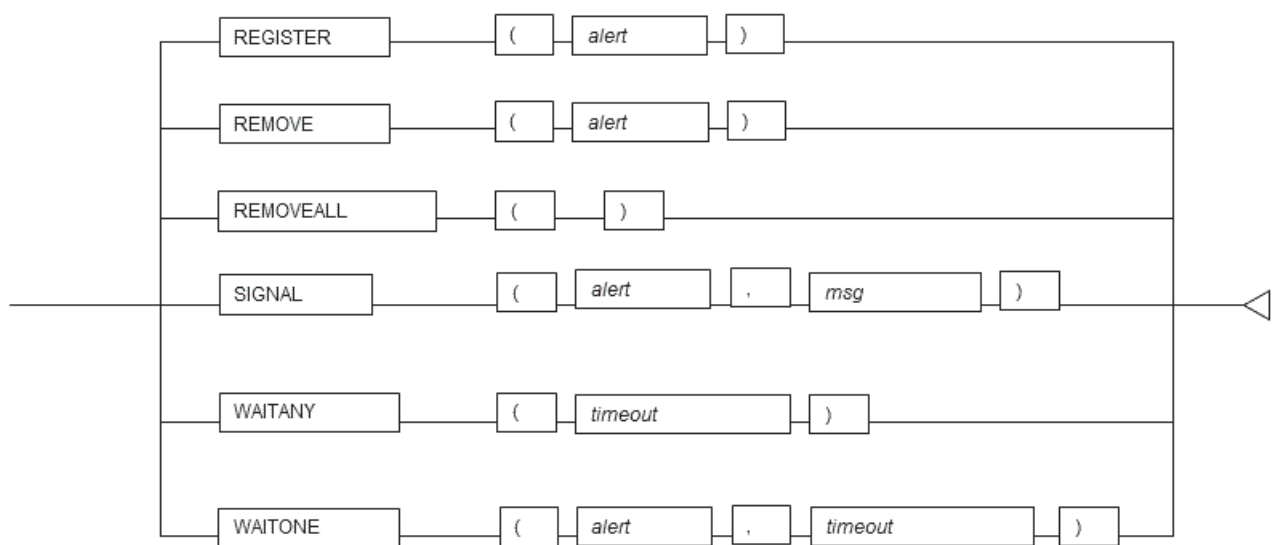 REGISTER ( alert )
REMOVE ( alert )
REMOVEALL ( )
SIGNAL ( alert , msg )
WAITANY ( timeout )
WAITONE ( alert , timeout )